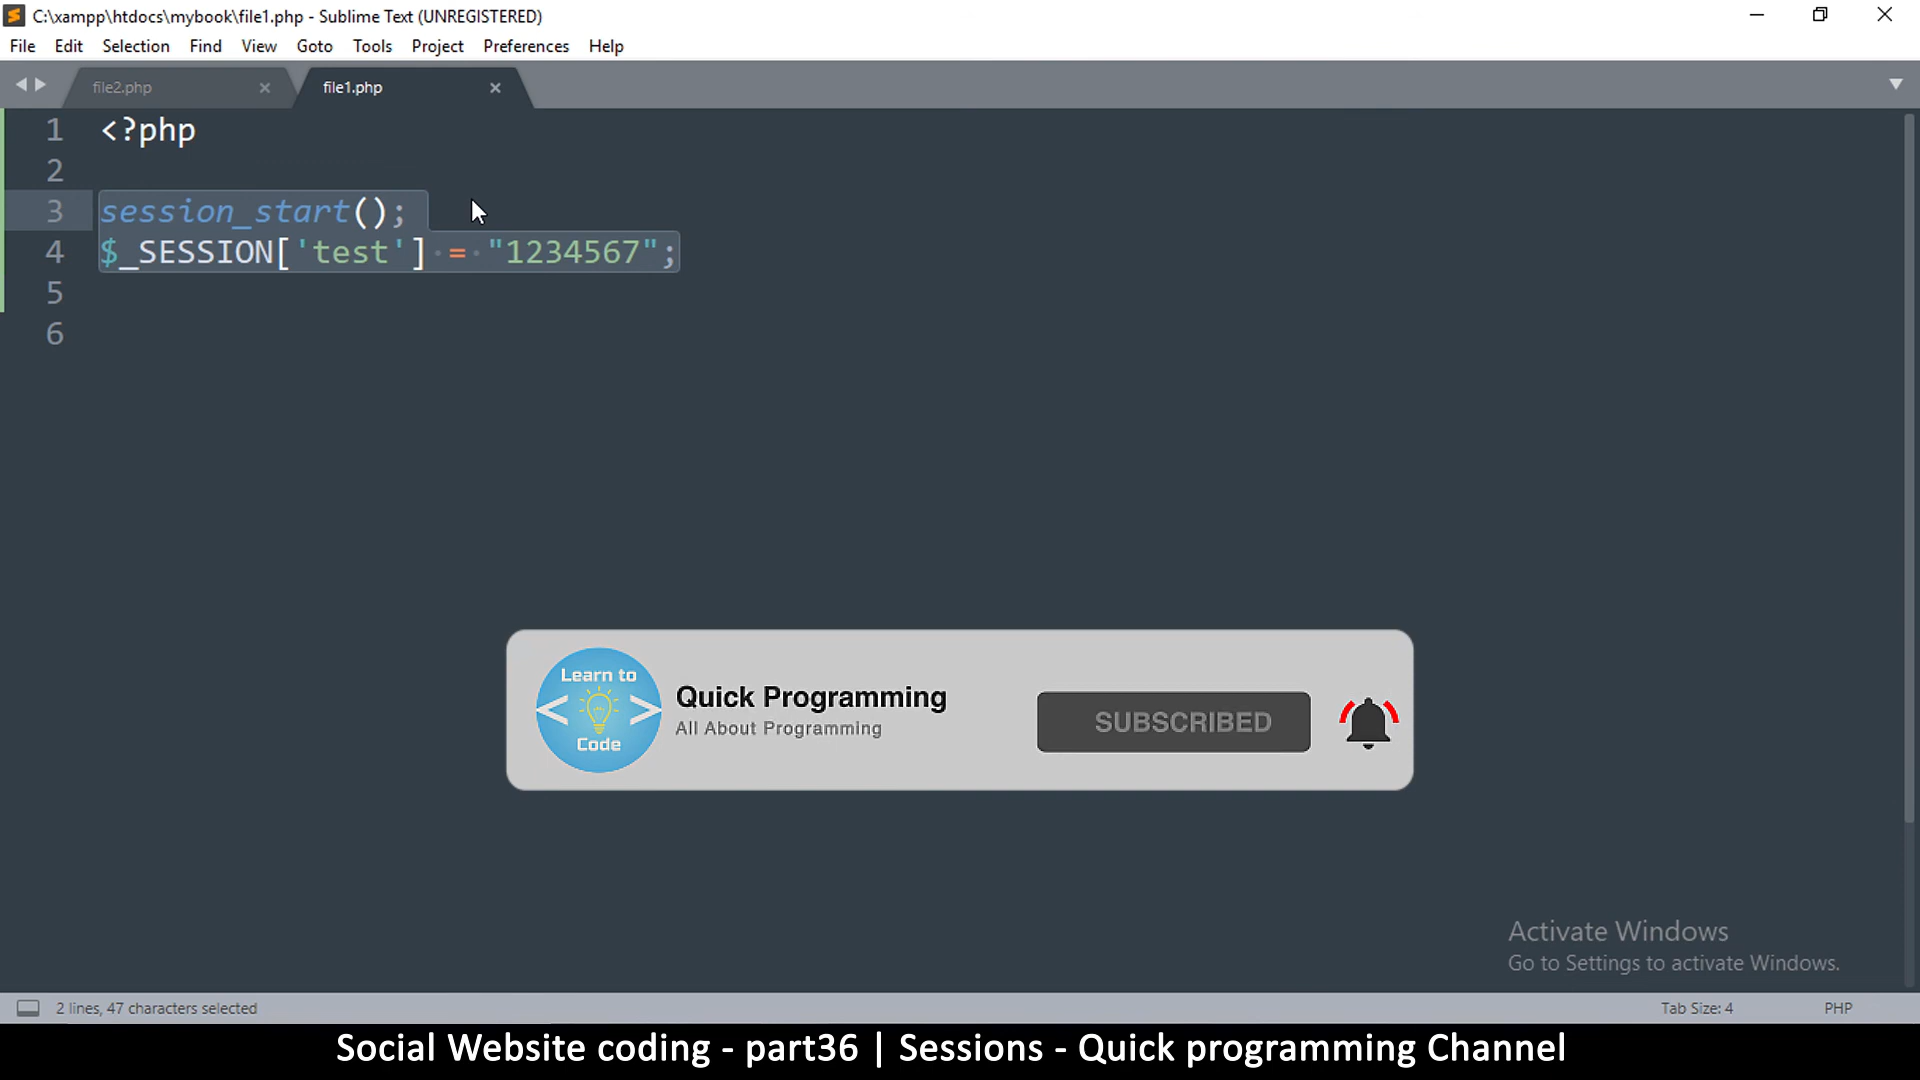 C:\xampp\htdocs\mybook\file1.php - Sublime Text (UNREGISTERED)
File Edit Selection Find View Goto Tools Project Preferences Help
file2.php file1.php
1 <?php
2
3 session_start();
4 $_SESSION['test'] = "1234567";
5
6
Learn to
< >
Code
Quick Programming
All About Programming
SUBSCRIBED
Activate Windows
Go to Settings to activate Windows.
2 lines, 47 characters selected Tab Size: 4 PHP
Social Website coding - part36 | Sessions - Quick programming Channel